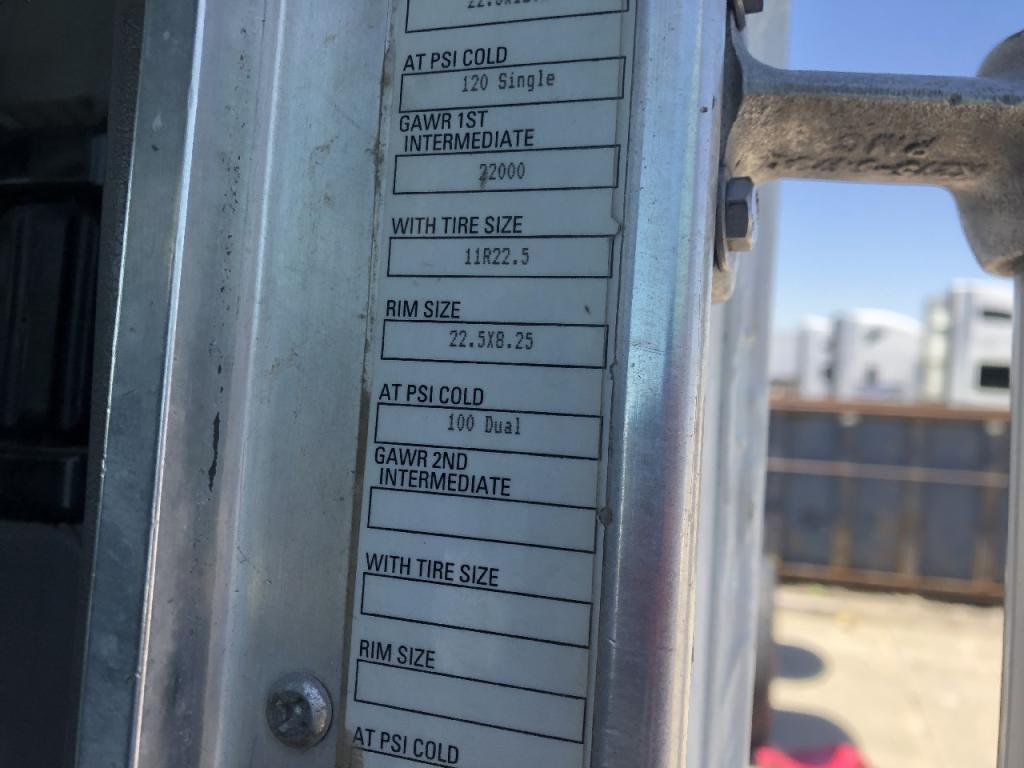 AT PSI COLD
120 Single
GAWR 1ST
INTERMEDIATE
22000
WITH TIRE SIZE
11R22.5
RIM SIZE
22.5X8.25
AT PSI COLD
100 Dual
GAWR 2ND
INTERMEDIATE
WITH TIRE SIZE
RIM SIZE
AT PSI COLD